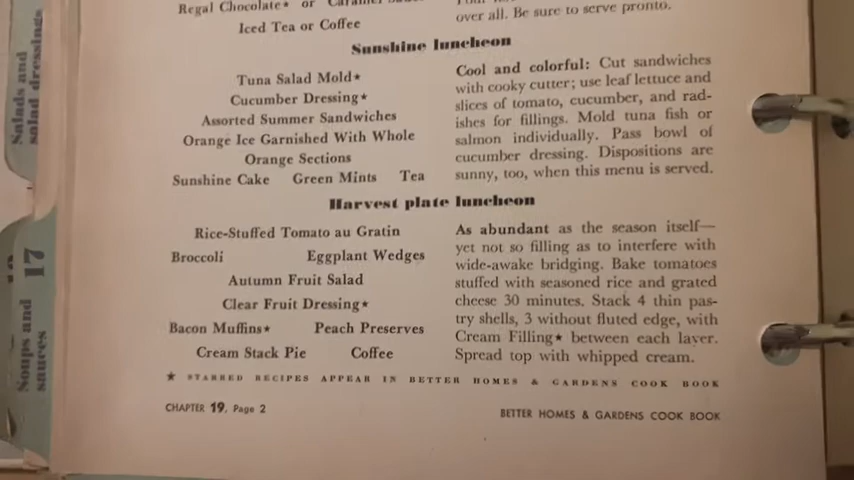 Regal Chocolate★ or Caramel
Iced Tea or Coffee
over all. Be sure to serve pronto.
Sunshine luncheon
Tuna Salad Mold★
Cucumber Dressing★
Assorted Summer Sandwiches
Orange Ice Garnished With Whole
Orange Sections
Sunshine Cake Green Mints Tea
Cool and colorful: Cut sandwiches
with cooky cutter; use leaf lettuce and
slices of tomato, cucumber, and rad-
ishes for fillings. Mold tuna fish or
salmon individually. Pass bowl of
cucumber dressing. Dispositions are
sunny, too, when this menu is served.
Harvest plate luncheon
Rice-Stuffed Tomato au Gratin
Broccoli Eggplant Wedges
Autumn Fruit Salad
Clear Fruit Dressing★
Bacon Muffins★ Peach Preserves
Cream Stack Pie Coffee
As abundant as the season itself—
yet not so filling as to interfere with
wide-awake bridging. Bake tomatoes
stuffed with seasoned rice and grated
cheese 30 minutes. Stack 4 thin pas-
try shells, 3 without fluted edge, with
Cream Filling★ between each layer.
Spread top with whipped cream.
★ STARRED RECIPES APPEAR IN BETTER HOMES & GARDENS COOK BOOK
CHAPTER 19, Page 2
BETTER HOMES & GARDENS COOK BOOK
Salads and
salad dressings
17
Soups and
sauces